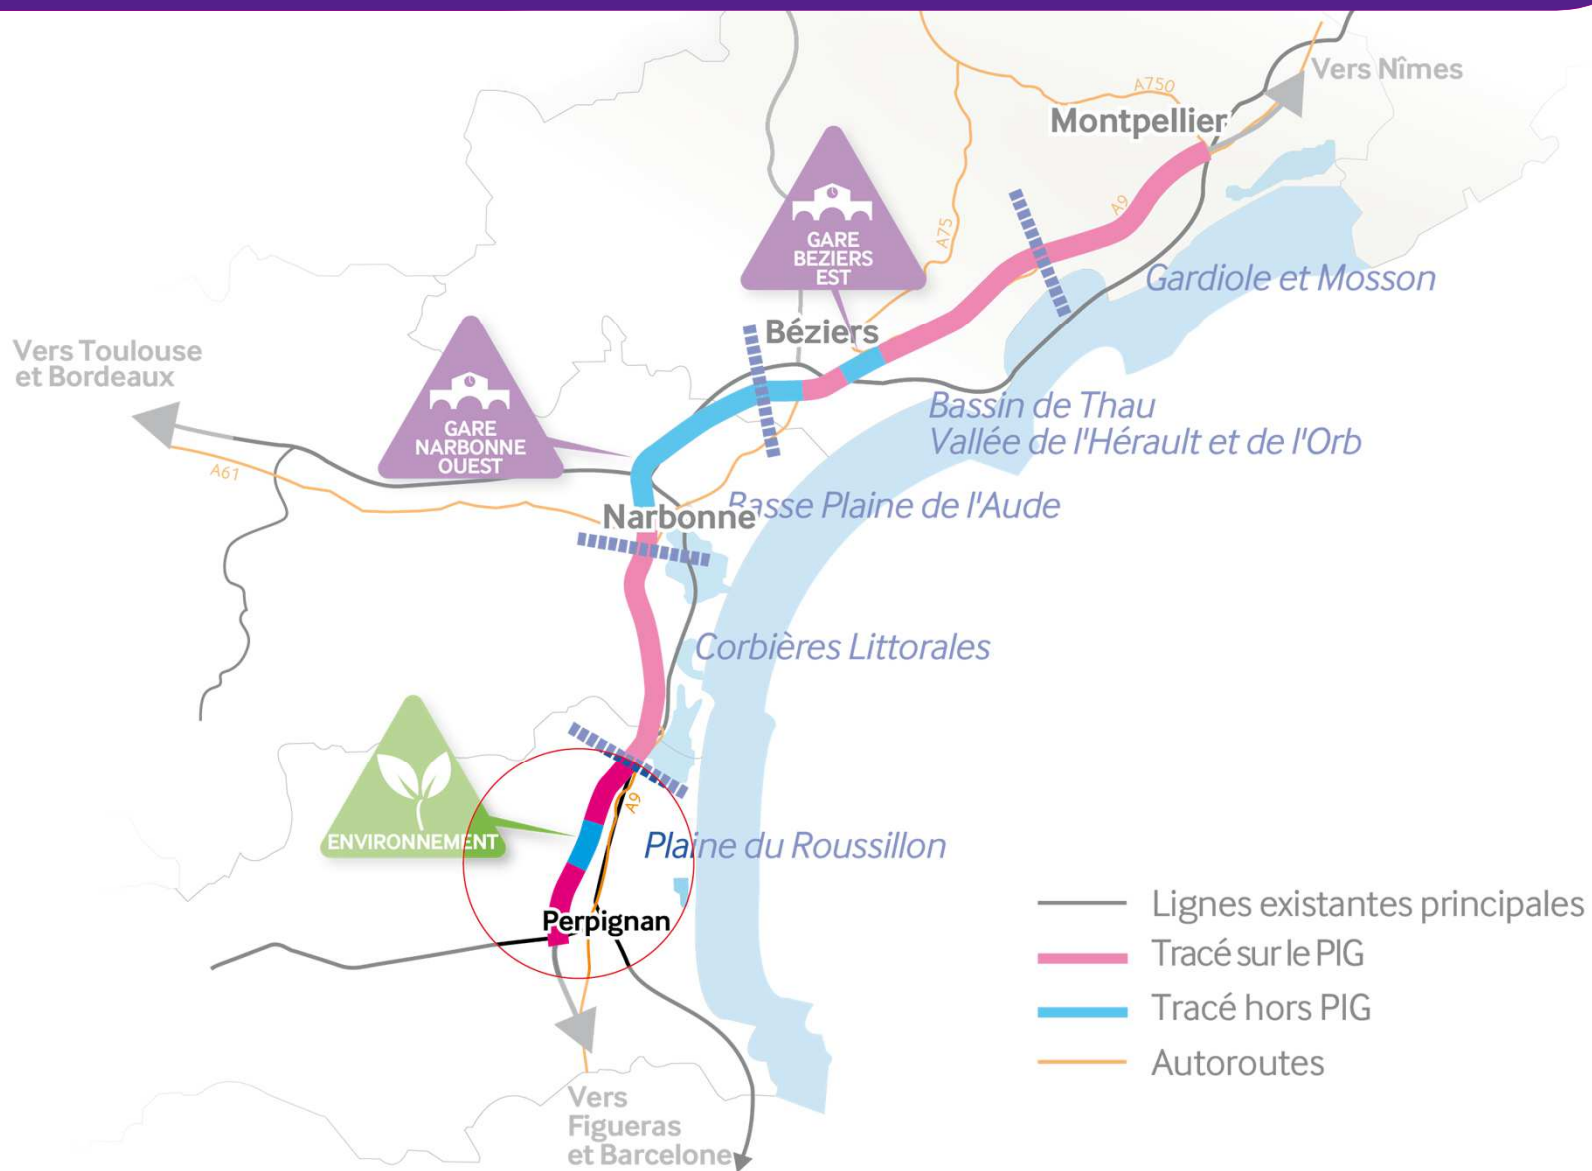 Vers Nîmes
A750
Montpellier
A9
A75
GARE
BEZIERS
EST
Gardiole et Mosson
Béziers
Vers Toulouse
et Bordeaux
GARE
NARBONNE
OUEST
Bassin de Thau
Vallée de l'Hérault et de l'Orb
A61
Basse Plaine de l'Aude
Narbonne
Corbières Littorales
A9
ENVIRONNEMENT
Plaine du Roussillon
Perpignan
Lignes existantes principales
Tracé sur le PIG
Tracé hors PIG
Autoroutes
Vers
Figueras
et Barcelone